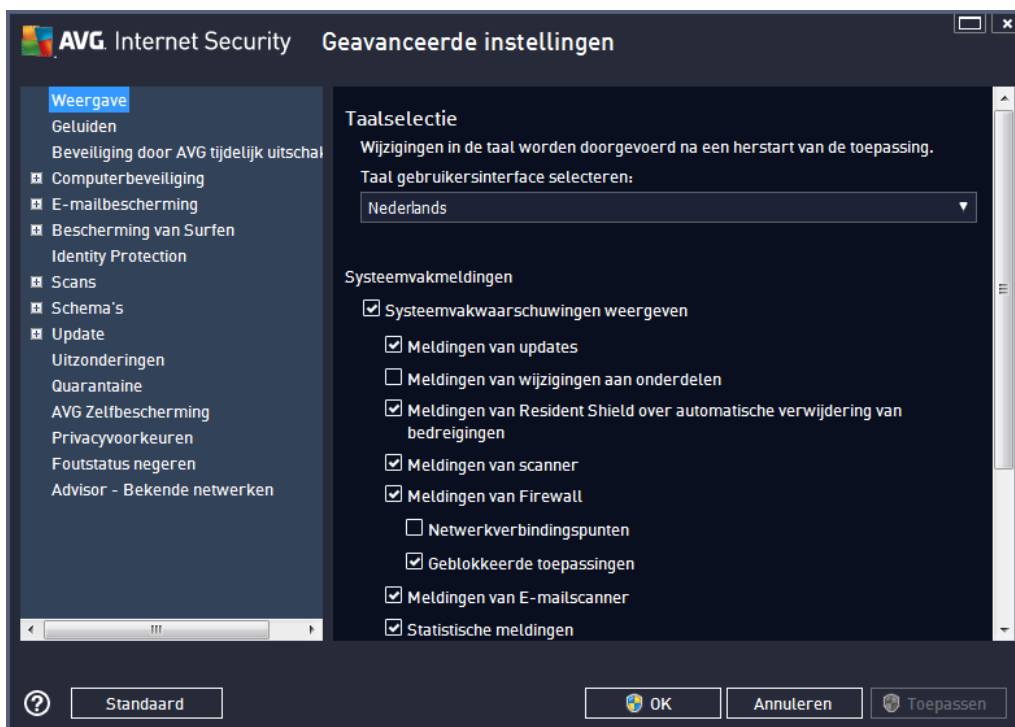 AVG. Internet Security Geavanceerde instellingen
Weergave
Geluiden
Beveiliging door AVG tijdelijk uitschak
Computerbeveiliging
E-mailbescherming
Bescherming van Surfen
Identity Protection
Scans
Schema's
Update
Uitzonderingen
Quarantaine
AVG Zelfbescherming
Privacyvoorkeuren
Foutstatus negeren
Advisor - Bekende netwerken
Taalselectie
Wijzigingen in de taal worden doorgevoerd na een herstart van de toepassing.
Taal gebruikersinterface selecteren:
Nederlands
Systeemvakmeldingen
Systeemvakwaarschuwingen weergeven
Meldingen van updates
Meldingen van wijzigingen aan onderdelen
Meldingen van Resident Shield over automatische verwijdering van
bedreigingen
Meldingen van scanner
Meldingen van Firewall
Netwerkverbindingspunten
Geblokkeerde toepassingen
Meldingen van E-mailscanner
Statistische meldingen
Standaard
OK
Annuleren
Toepassen